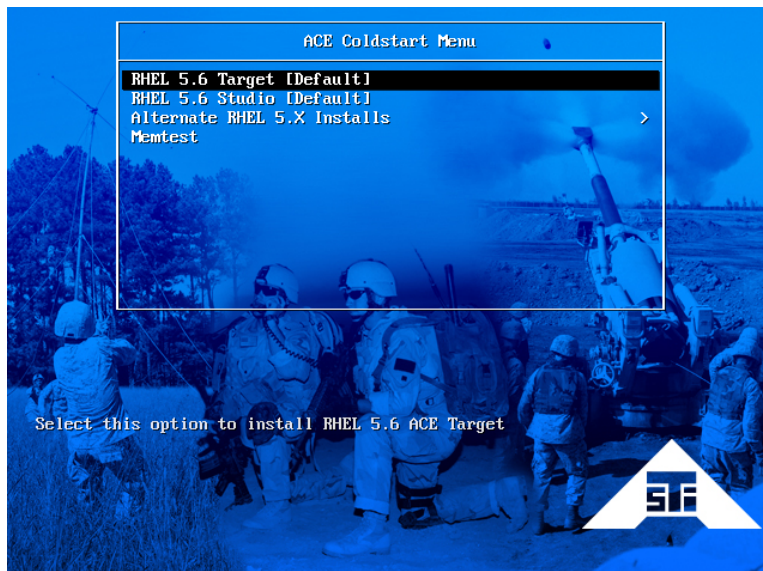 ACE Coldstart Menu
RHEL 5.6 Target [Default]
RHEL 5.6 Studio [Default]
Alternate RHEL 5.X Installs >
Memtest
Select this option to install RHEL 5.6 ACE Target
STi